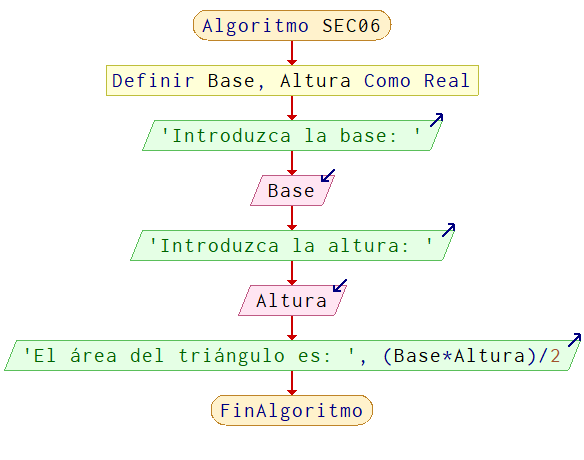 Algoritmo SEC06
Definir Base, Altura Como Real
'Introduzca la base: '
Base
'Introduzca la altura: '
Altura
'El área del triángulo es: ', (Base*Altura)/2
FinAlgoritmo